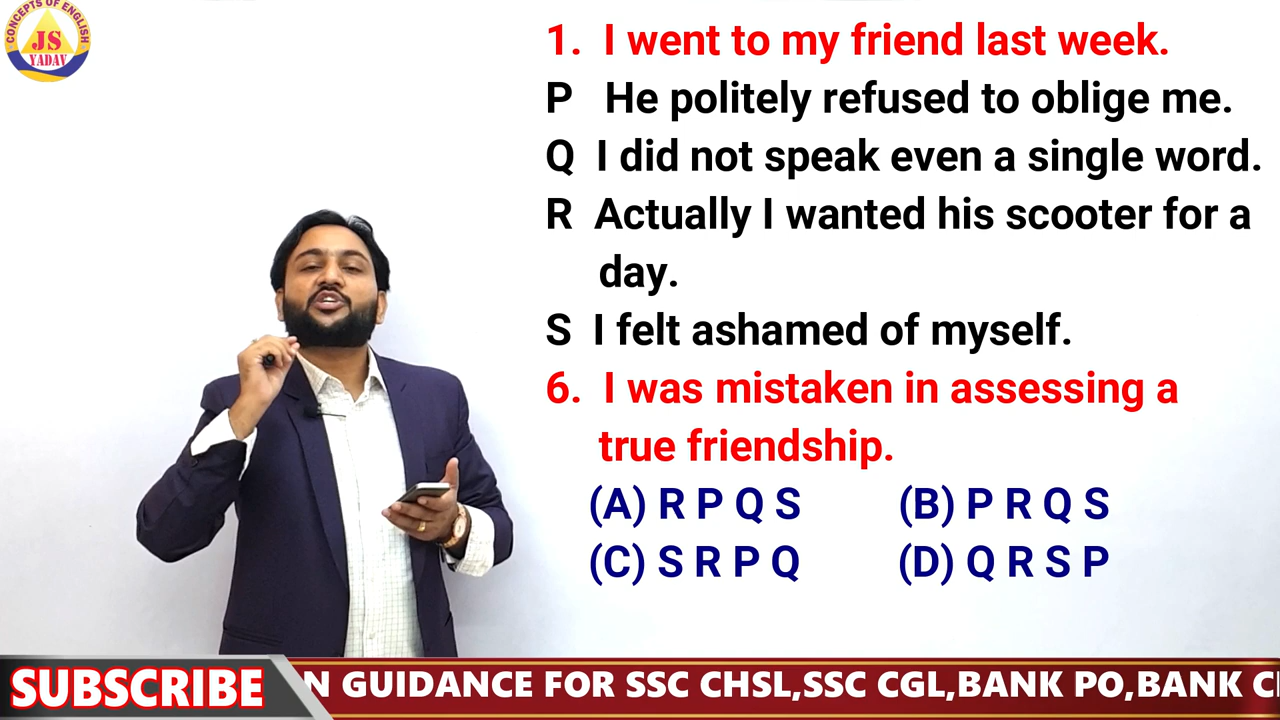 CONCEPTS OF ENGLISH
JS
YADAV
1. I went to my friend last week.
P He politely refused to oblige me.
Q I did not speak even a single word.
R Actually I wanted his scooter for a
day.
S I felt ashamed of myself.
6. I was mistaken in assessing a
true friendship.
(A) R P Q S (B) P R Q S
(C) S R P Q (D) Q R S P
SUBSCRIBE
N GUIDANCE FOR SSC CHSL,SSC CGL,BANK PO,BANK